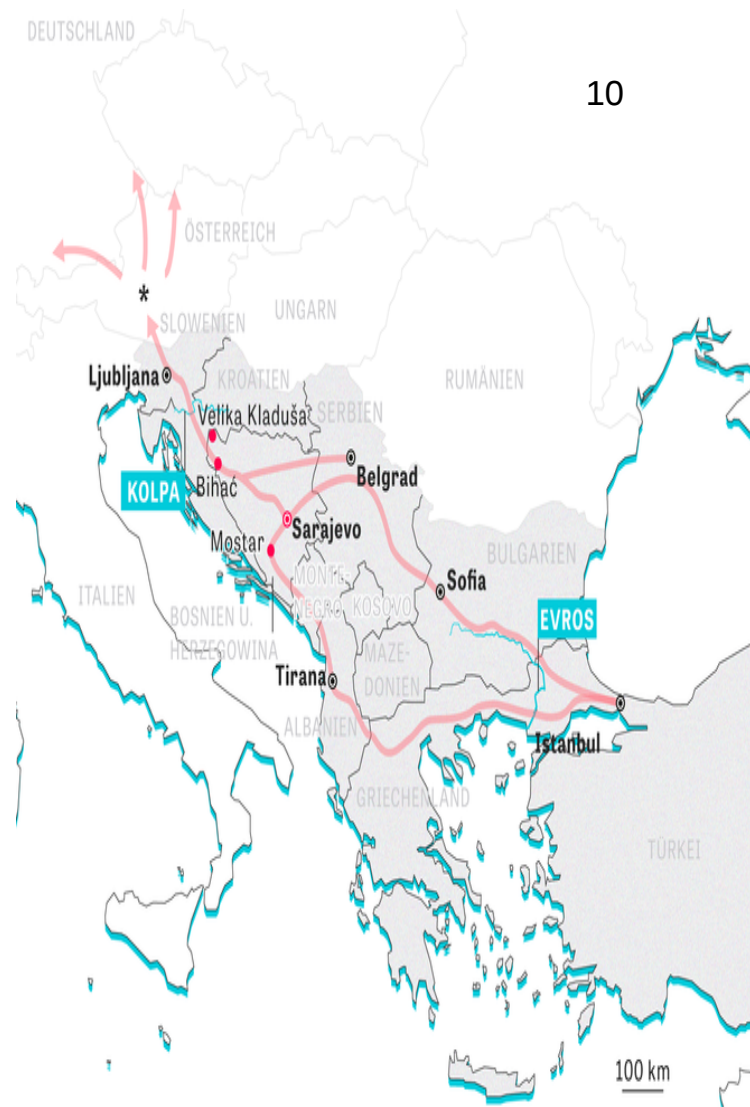 DEUTSCHLAND
10
ÖSTERREICH
*
SLOWENIEN
UNGARN
Ljubljana
KROATIEN
RUMÄNIEN
Velika Kladuša
SERBIEN
Belgrad
KOLPA
Bihać
Sarajevo
Mostar
BULGARIEN
MONTE-
NEGRO
KOSOVO
Sofia
ITALIEN
BOSNIEN U.
HERZEGOWINA
EVROS
MAZE-
DONIEN
Tirana
ALBANIEN
Istanbul
GRIECHENLAND
TÜRKEI
100 km